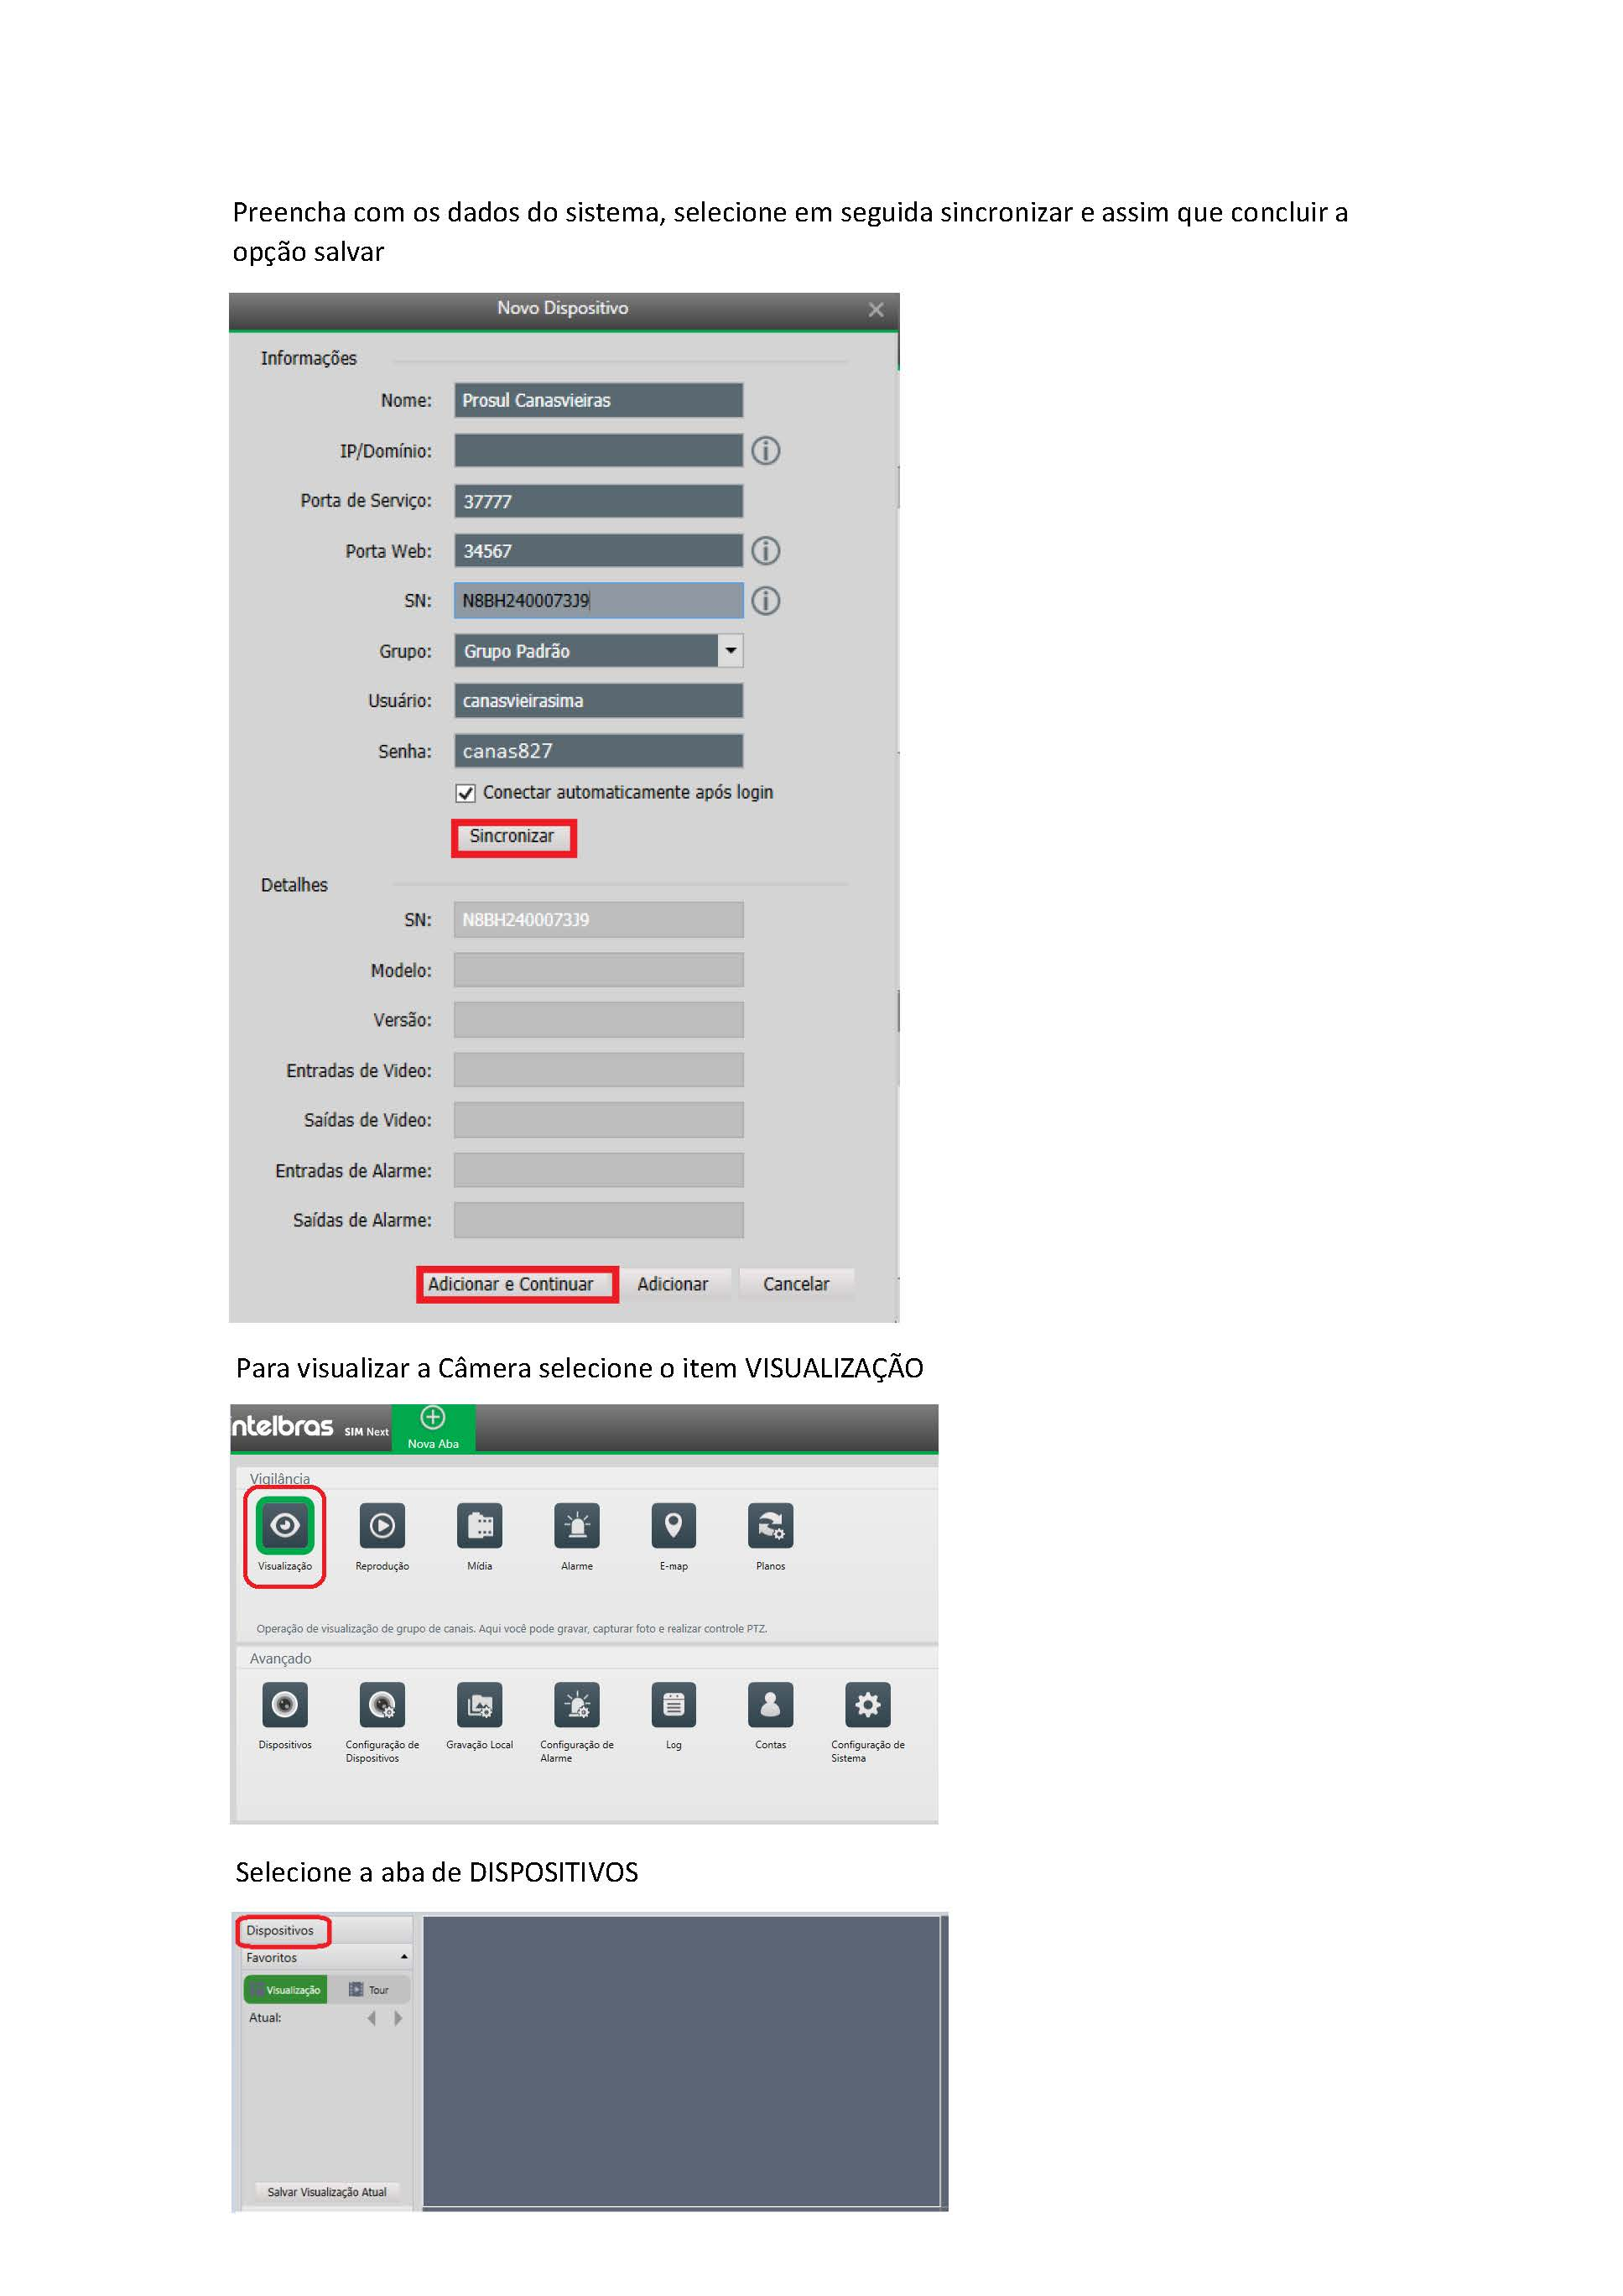 Preencha com os dados do sistema, selecione em seguida sincronizar e assim que concluir a
opção salvar
Novo Dispositivo
Informações
Nome: Prosul Canasvieiras
IP/Domínio:
Porta de Serviço: 37777
Porta Web: 34567
SN: N8BH2400073J9
Grupo: Grupo Padrão
Usuário: canasvieirasima
Senha: canas827
Conectar automaticamente após login
Sincronizar
Detalhes
SN: N8BH2400073J9
Modelo:
Versão:
Entradas de Video:
Saídas de Video:
Entradas de Alarme:
Saídas de Alarme:
Adicionar e Continuar Adicionar Cancelar
Para visualizar a Câmera selecione o item VISUALIZAÇÃO
ntelbras SIM Next Nova Aba
Vigilância
Visualização Reprodução Mídia Alarme E-map Planos
Operação de visualização de grupo de canais. Aqui você pode gravar, capturar foto e realizar controle PTZ.
Avançado
Dispositivos Configuração de Gravação Local Configuração de Log Contas Configuração de
Dispositivos Alarme Sistema
Selecione a aba de DISPOSITIVOS
Dispositivos
Favoritos
Visualização Tour
Atual:
Salvar Visualização Atual